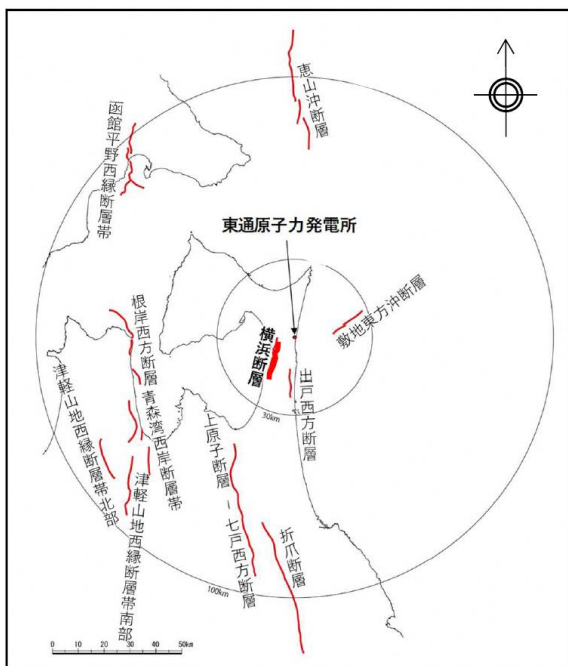 恵山沖断層
函館平野西縁断層帯
東通原子力発電所
敷地東方沖断層
横浜断層
根岸西方断層
出戸西方断層
30km
津軽山地西縁断層帯北部
青森湾西岸断層帯
上原子断層－七戸西方断層
津軽山地西縁断層帯南部
折爪断層
100km
0 10 20 30 40 50km